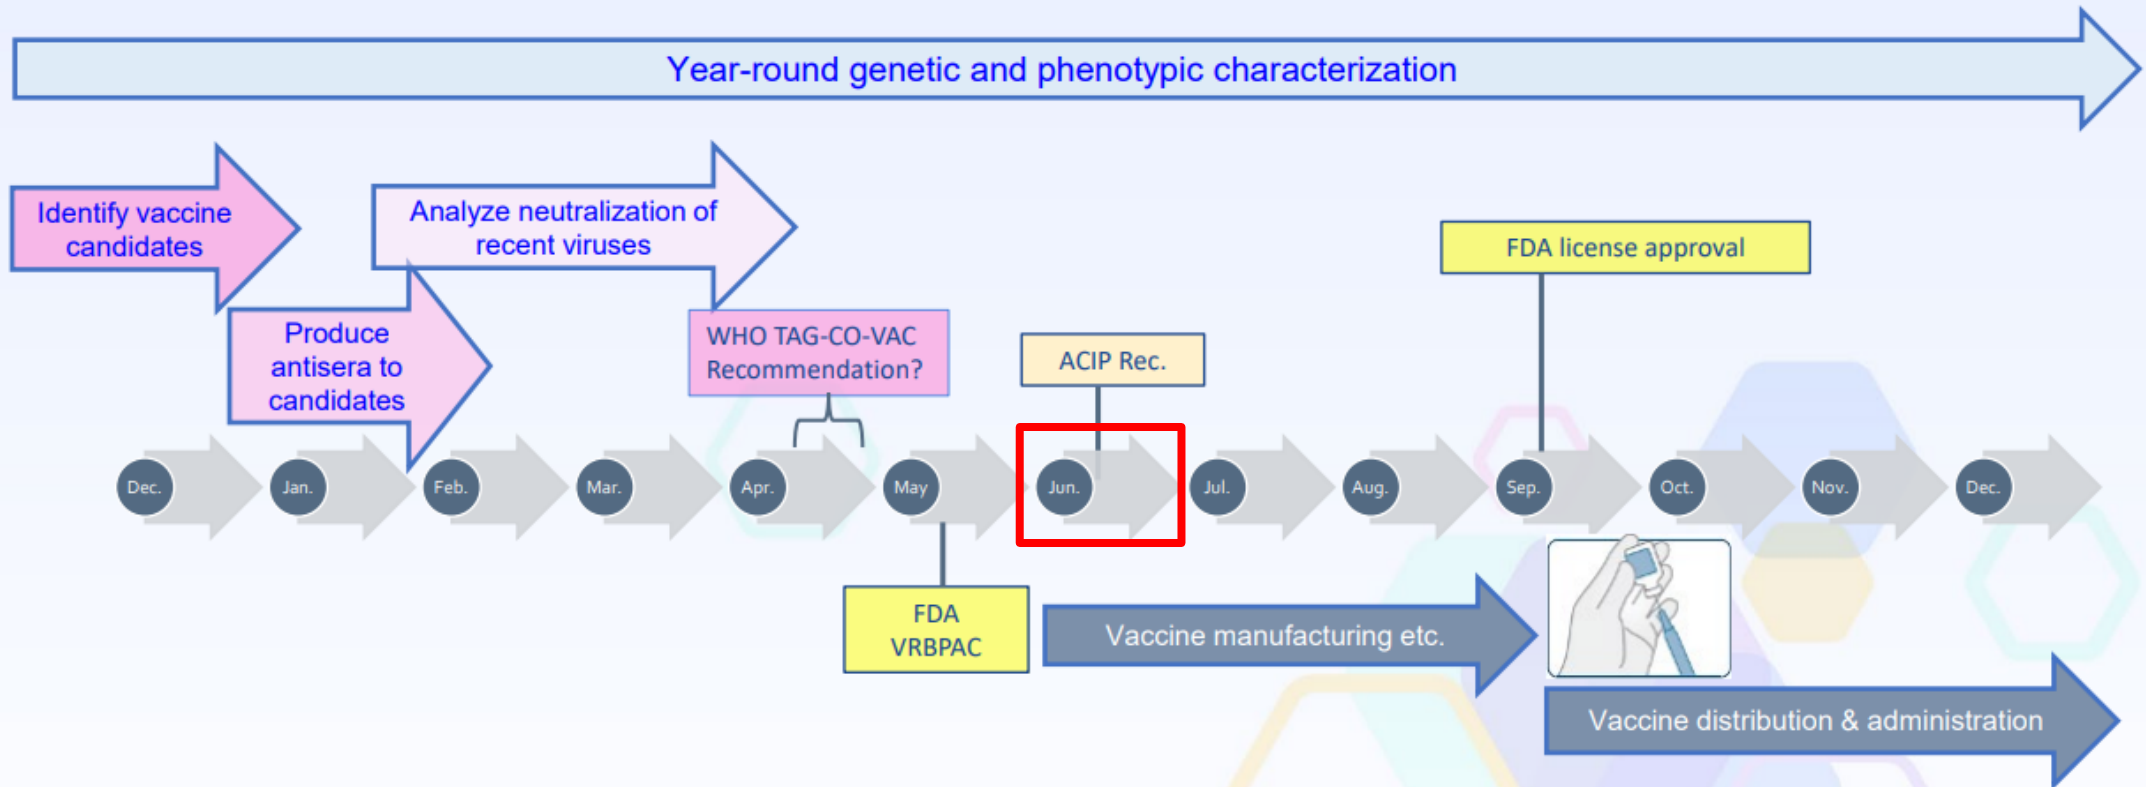 Year-round genetic and phenotypic characterization
Identify vaccine
candidates
Analyze neutralization of
recent viruses
Produce
antisera to
candidates
WHO TAG-CO-VAC
Recommendation?
ACIP Rec.
FDA license approval
Dec.
Jan.
Feb.
Mar.
Apr.
May
Jun.
Jul.
Aug.
Sep.
Oct.
Nov.
Dec.
FDA
VRBPAC
Vaccine manufacturing etc.
Vaccine distribution & administration